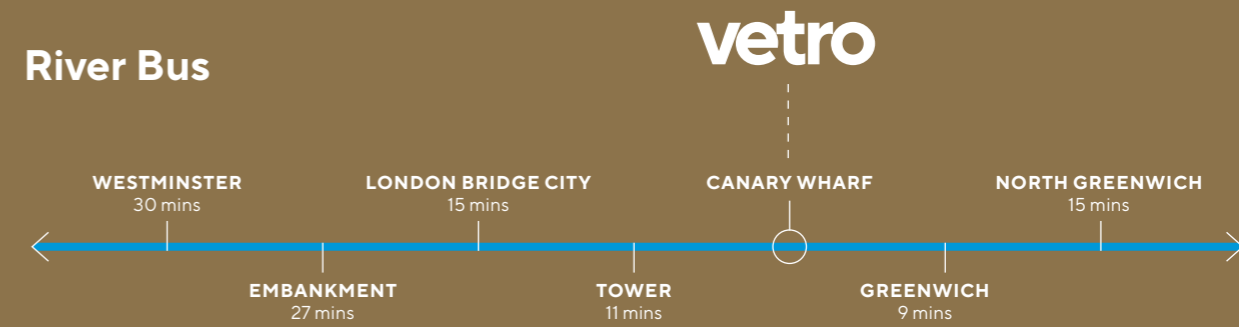 River Bus
vetro
WESTMINSTER
30 mins
LONDON BRIDGE CITY
15 mins
CANARY WHARF
NORTH GREENWICH
15 mins
EMBANKMENT
27 mins
TOWER
11 mins
GREENWICH
9 mins